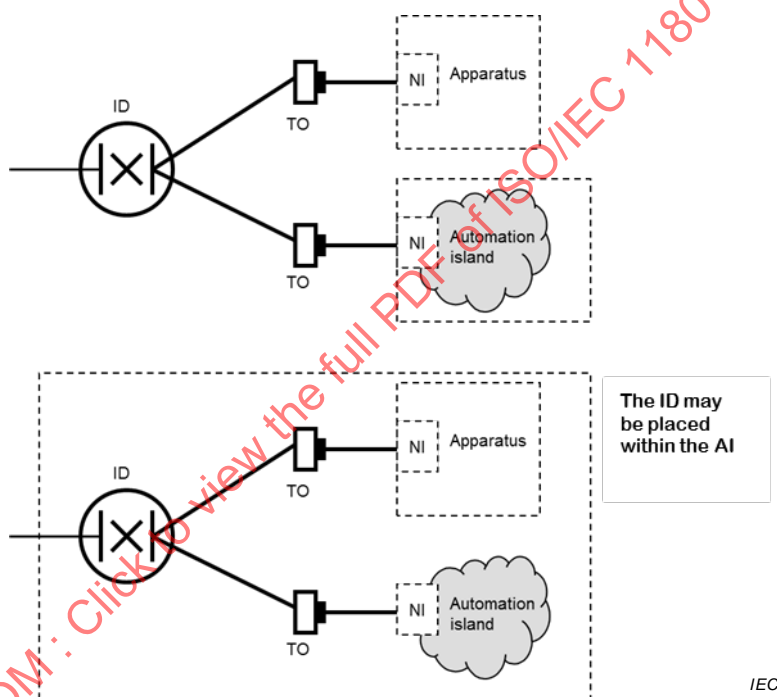 ID
TO
NI
Apparatus
TO
NI
Automation
island
ID
TO
NI
Apparatus
TO
NI
Automation
island
The ID may
be placed
within the AI
OM : Click to view the full PDF of ISO/IEC 1180
IEC